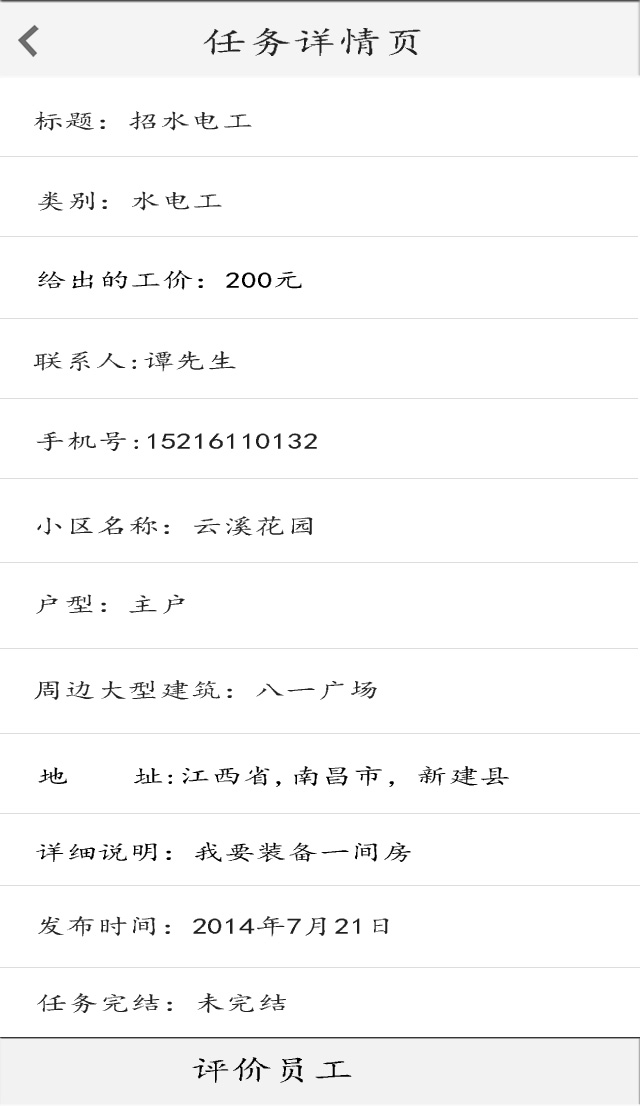 任务详情页
标题：招水电工
类别：水电工
给出的工价：200元
联系人:谭先生
手机号:15216110132
小区名称：云溪花园
户型：主户
周边大型建筑：八一广场
地 址:江西省,南昌市，新建县
详细说明：我要装备一间房
发布时间：2014年7月21日
任务完结：未完结
评价员工